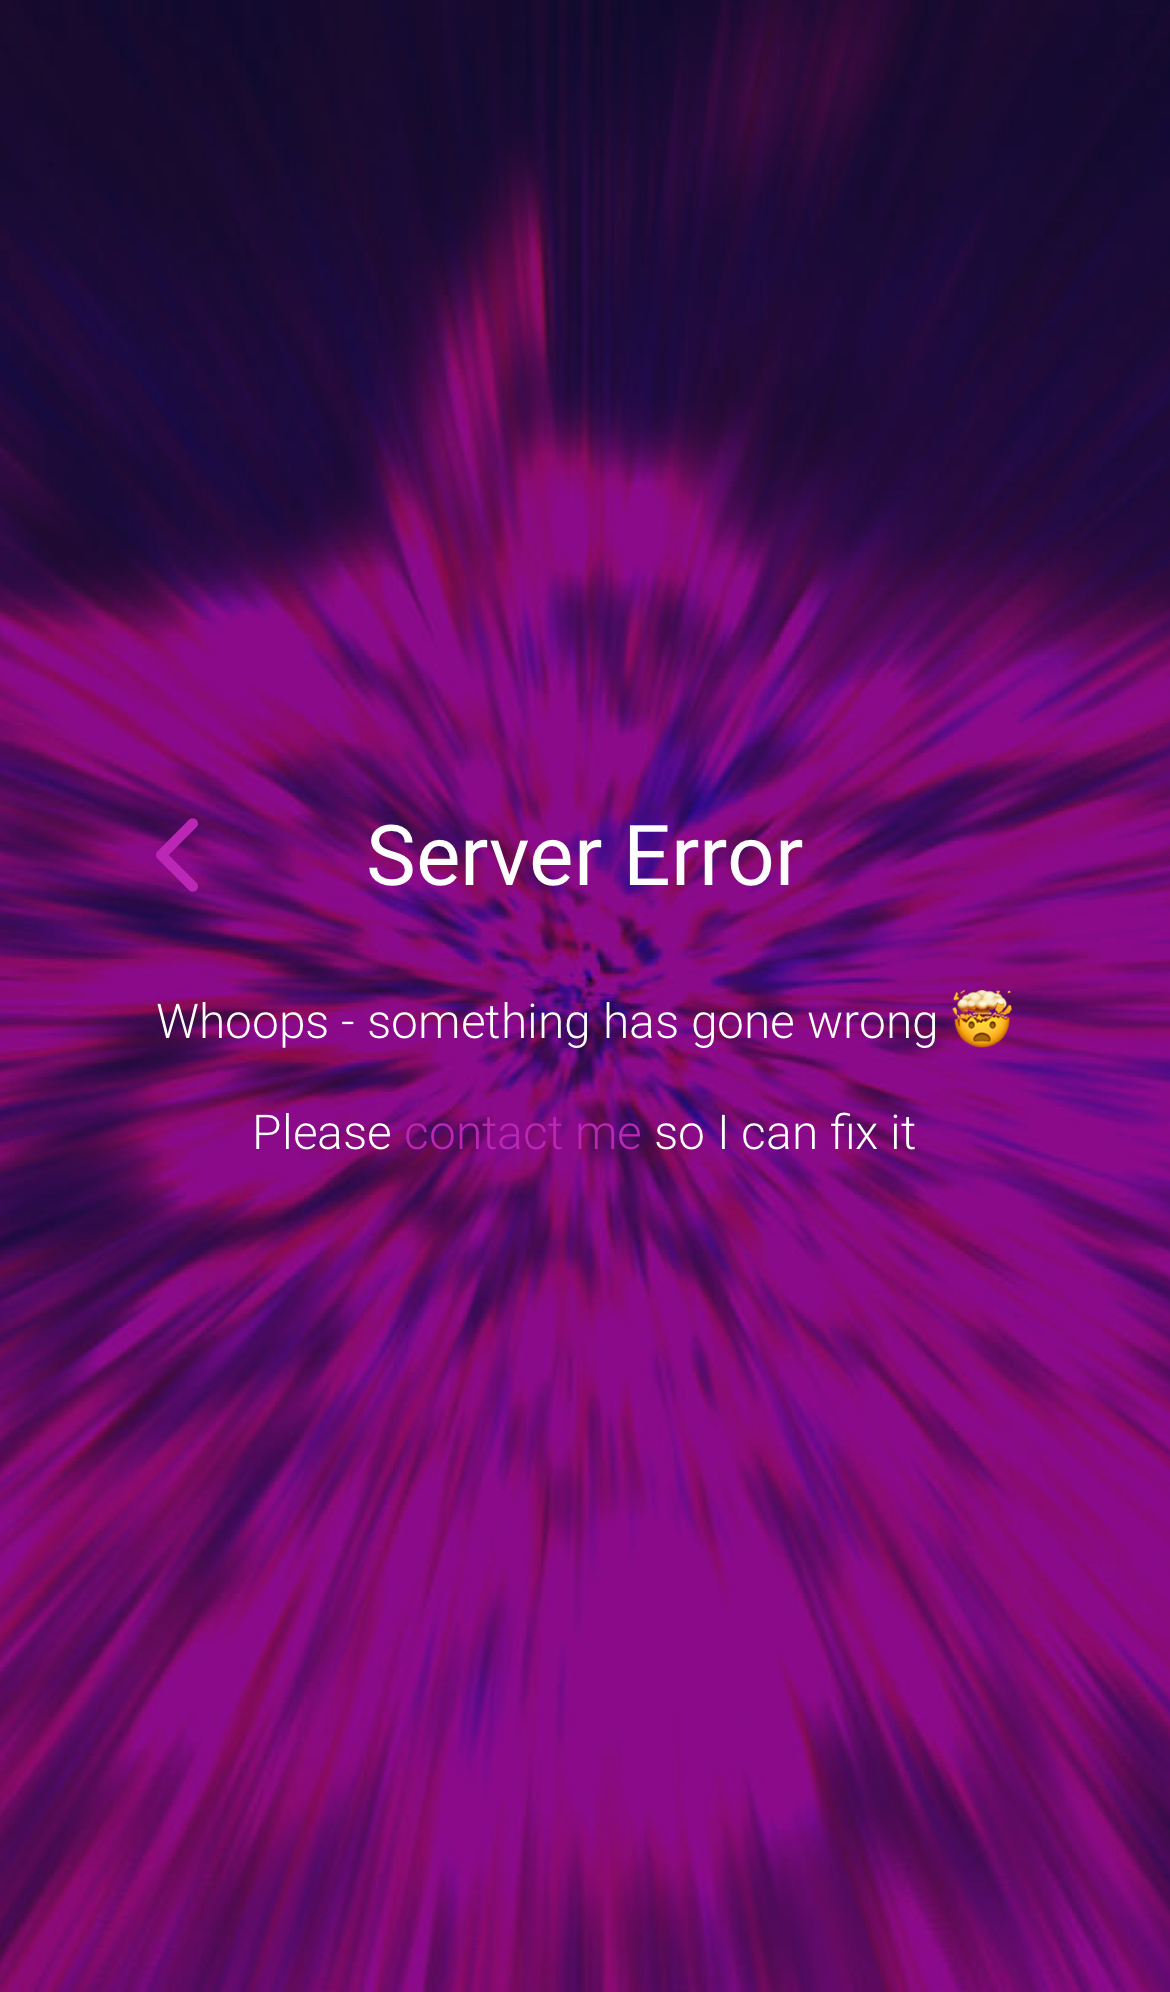 Server Error
Whoops - something has gone wrong 🤯
Please contact me so I can fix it